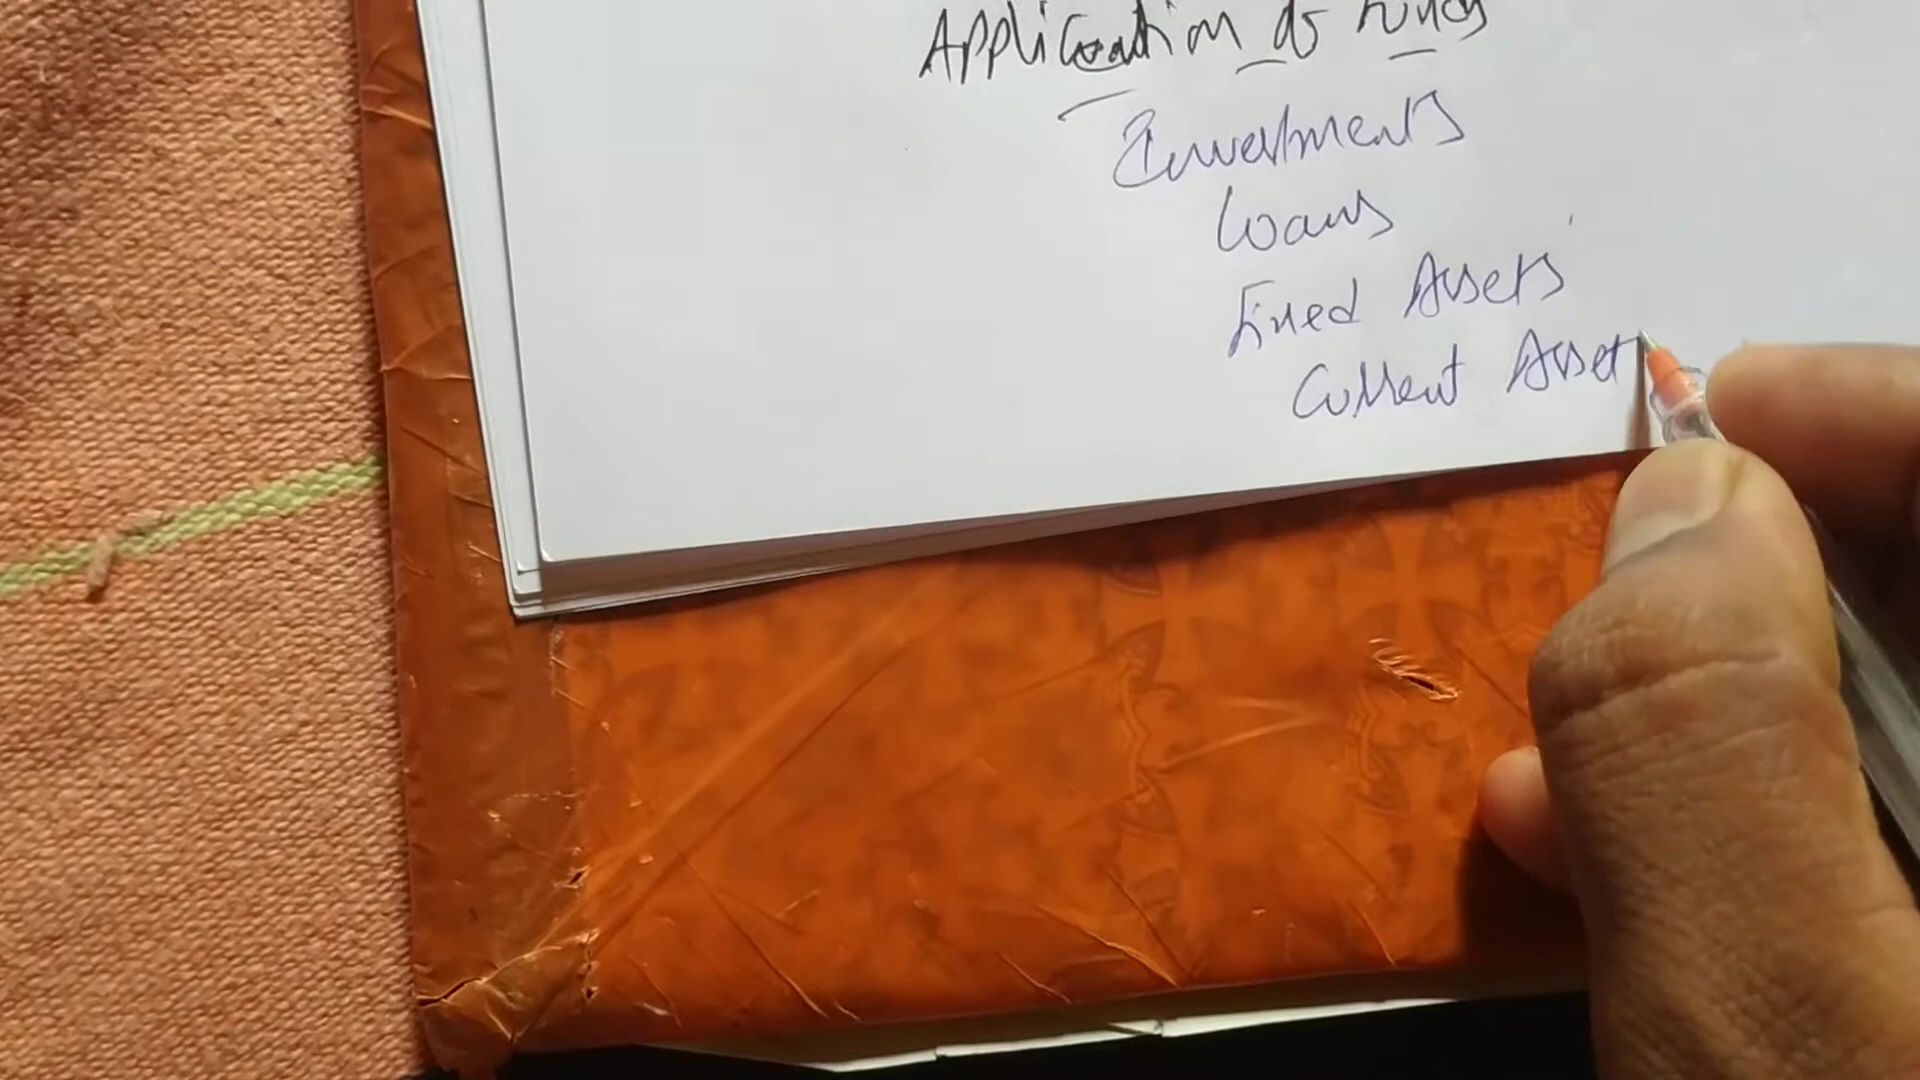 Application of Funds
Investments
Loans
Fixed Assets
Current Asset